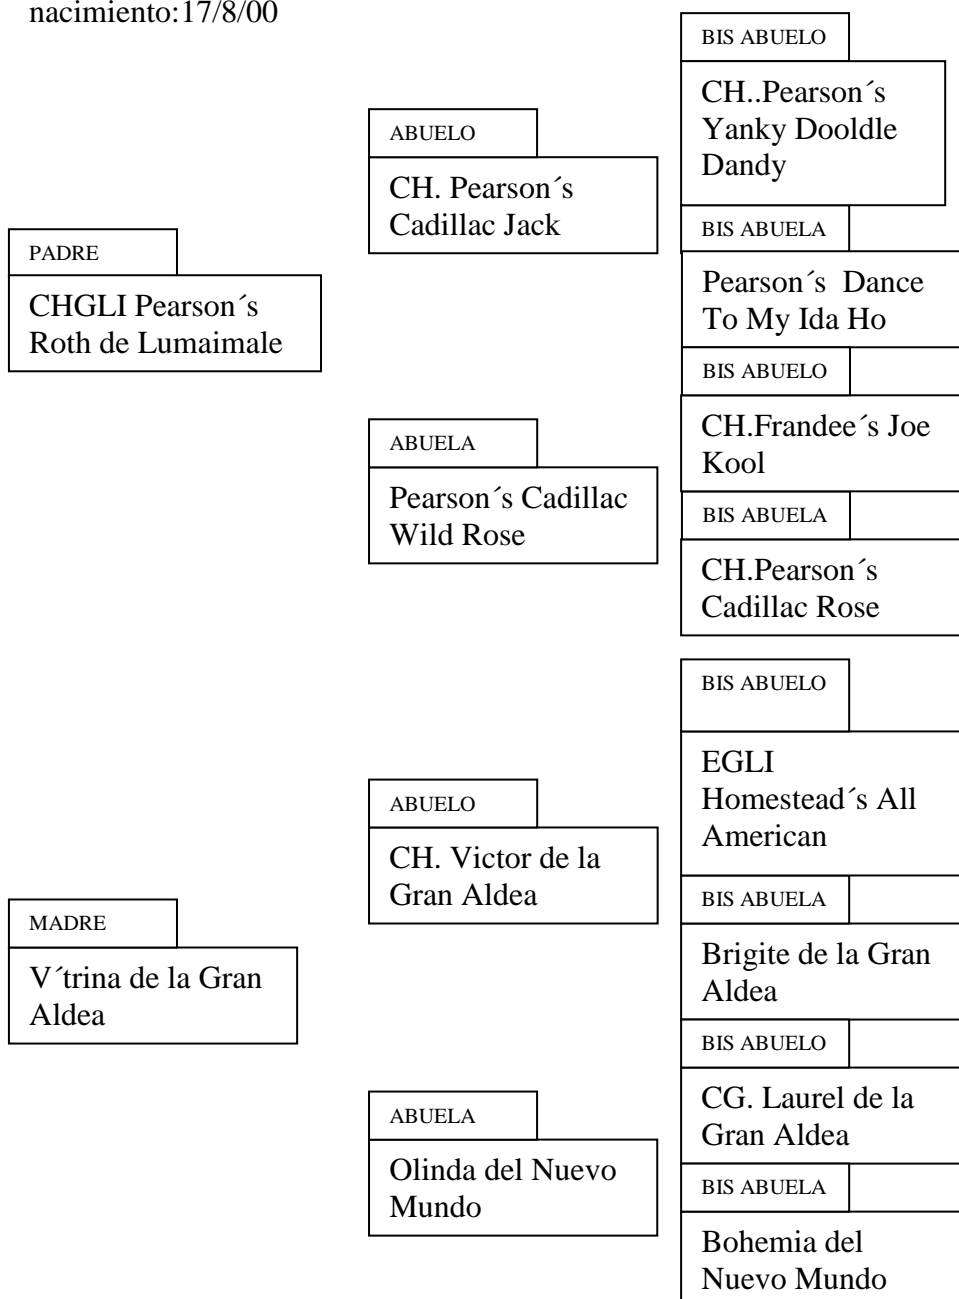 nacimiento:17/8/00
BIS ABUELO
CH..Pearson´s
Yanky Dooldle
Dandy
ABUELO
CH. Pearson´s
Cadillac Jack
BIS ABUELA
Pearson´s  Dance
To My Ida Ho
PADRE
CHGLI Pearson´s
Roth de Lumaimale
BIS ABUELO
CH.Frandee´s Joe
Kool
ABUELA
Pearson´s Cadillac
Wild Rose
BIS ABUELA
CH.Pearson´s
Cadillac Rose
BIS ABUELO
EGLI
Homestead´s All
American
ABUELO
CH. Victor de la
Gran Aldea
BIS ABUELA
Brigite de la Gran
Aldea
MADRE
V´trina de la Gran
Aldea
BIS ABUELO
CG. Laurel de la
Gran Aldea
ABUELA
Olinda del Nuevo
Mundo
BIS ABUELA
Bohemia del
Nuevo Mundo